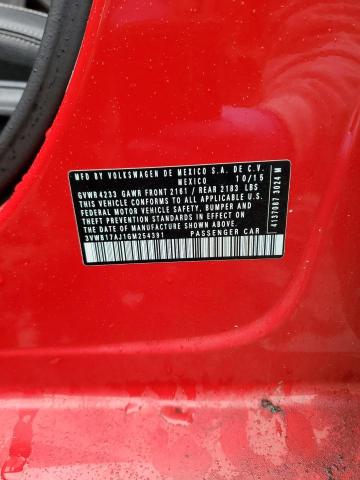 MFD BY VOLKSWAGEN DE MEXICO S.A. DE C.V.
MEXICO 10/15
GVWR 4233 GAWR FRONT 2161 / REAR 2183 LBS
THIS VEHICLE CONFORMS TO ALL APPLICABLE U.S.
FEDERAL MOTOR VEHICLE SAFETY, BUMPER AND
THEFT PREVENTION STANDARDS IN EFFECT ON
THE DATE OF MANUFACTURE SHOWN ABOVE.
3VWB17AJ1GM254391 PASSENGER CAR
4137087 3024 M